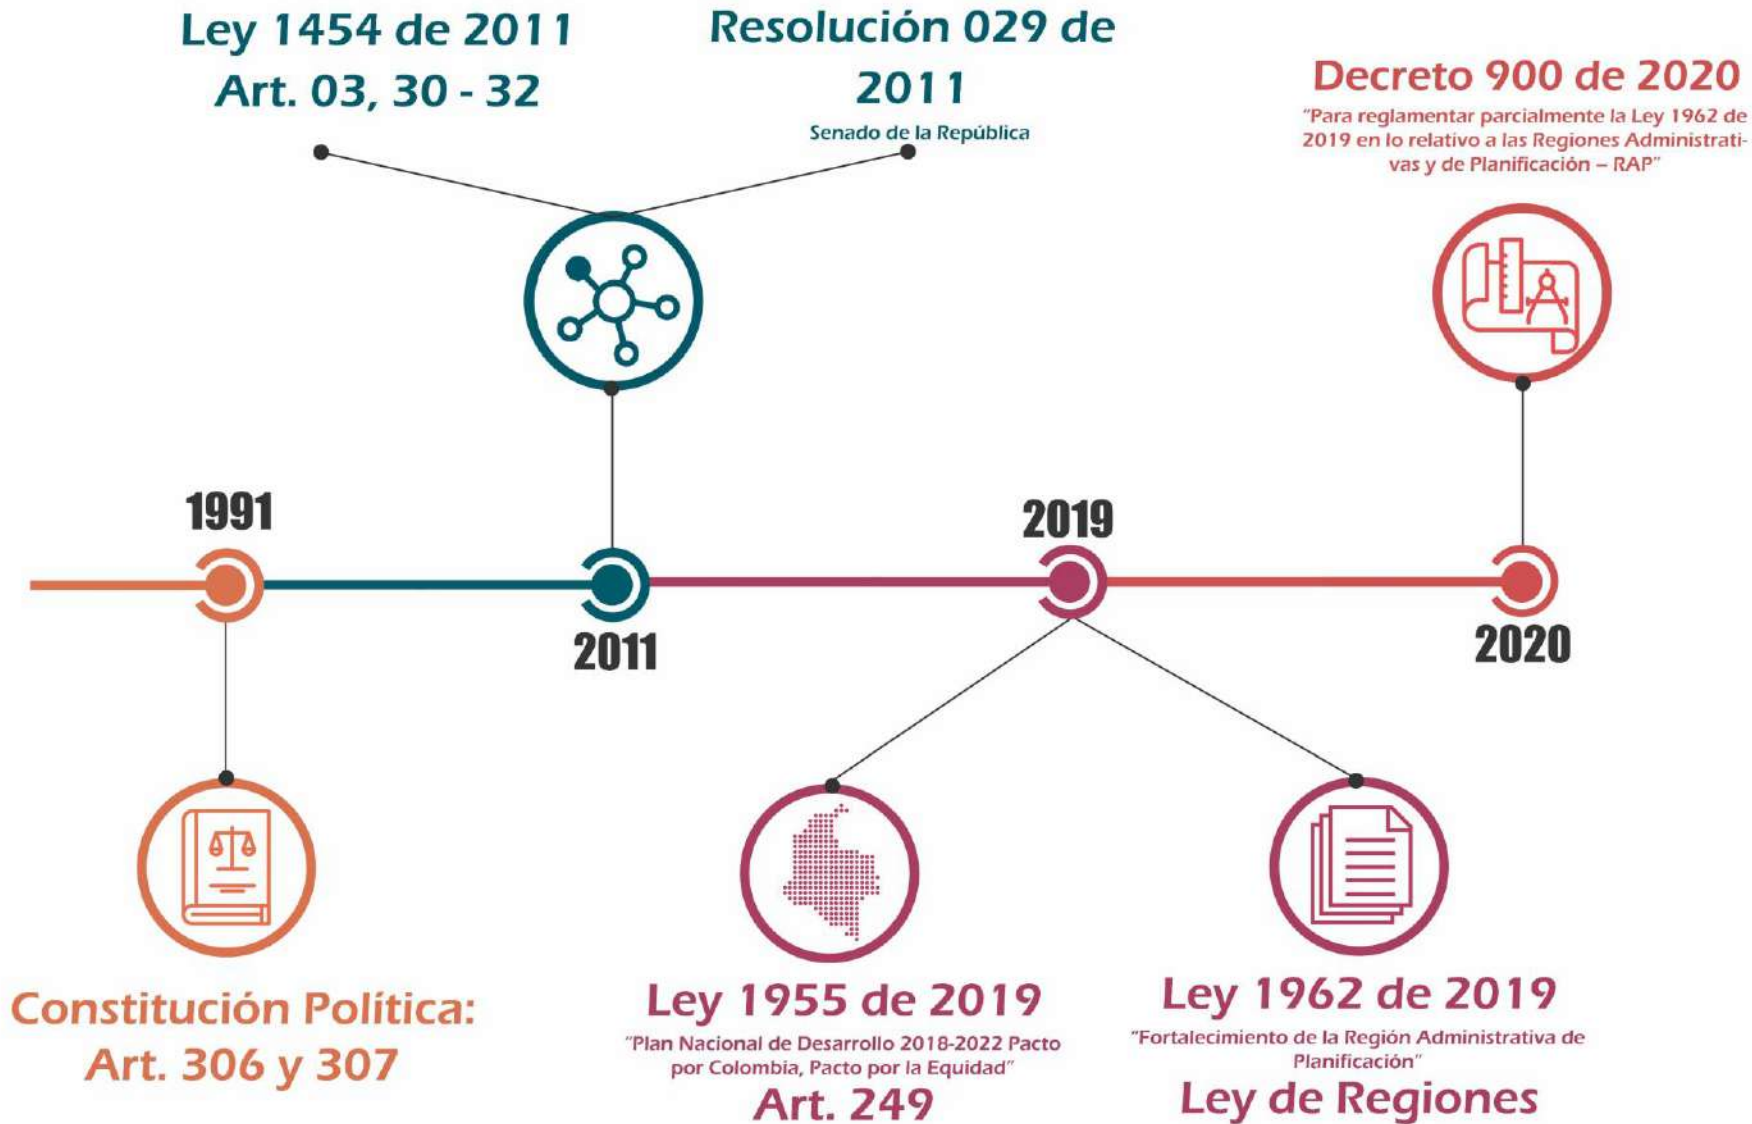 Ley 1454 de 2011
Art. 03, 30 - 32
Resolución 029 de
2011
Senado de la República
Decreto 900 de 2020
"Para reglamentar parcialmente la Ley 1962 de
2019 en lo relativo a las Regiones Administrati-
vas y de Planificación – RAP"
1991
2011
2019
2020
Constitución Política:
Art. 306 y 307
Ley 1955 de 2019
"Plan Nacional de Desarrollo 2018-2022 Pacto
por Colombia, Pacto por la Equidad"
Art. 249
Ley 1962 de 2019
"Fortalecimiento de la Región Administrativa de
Planificación"
Ley de Regiones